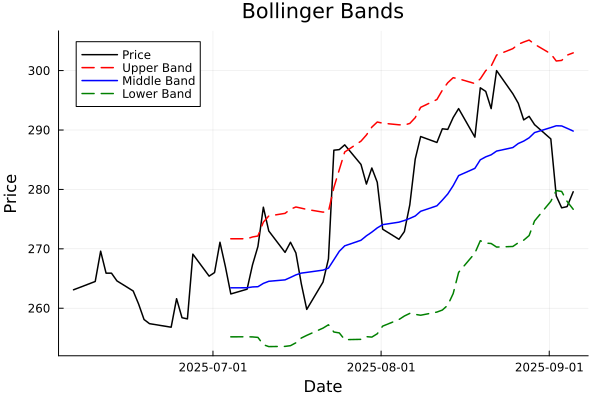 Bollinger Bands
Price
Upper Band
Middle Band
Lower Band
300
290
280
270
260
Price
2025-07-01
2025-08-01
2025-09-01
Date